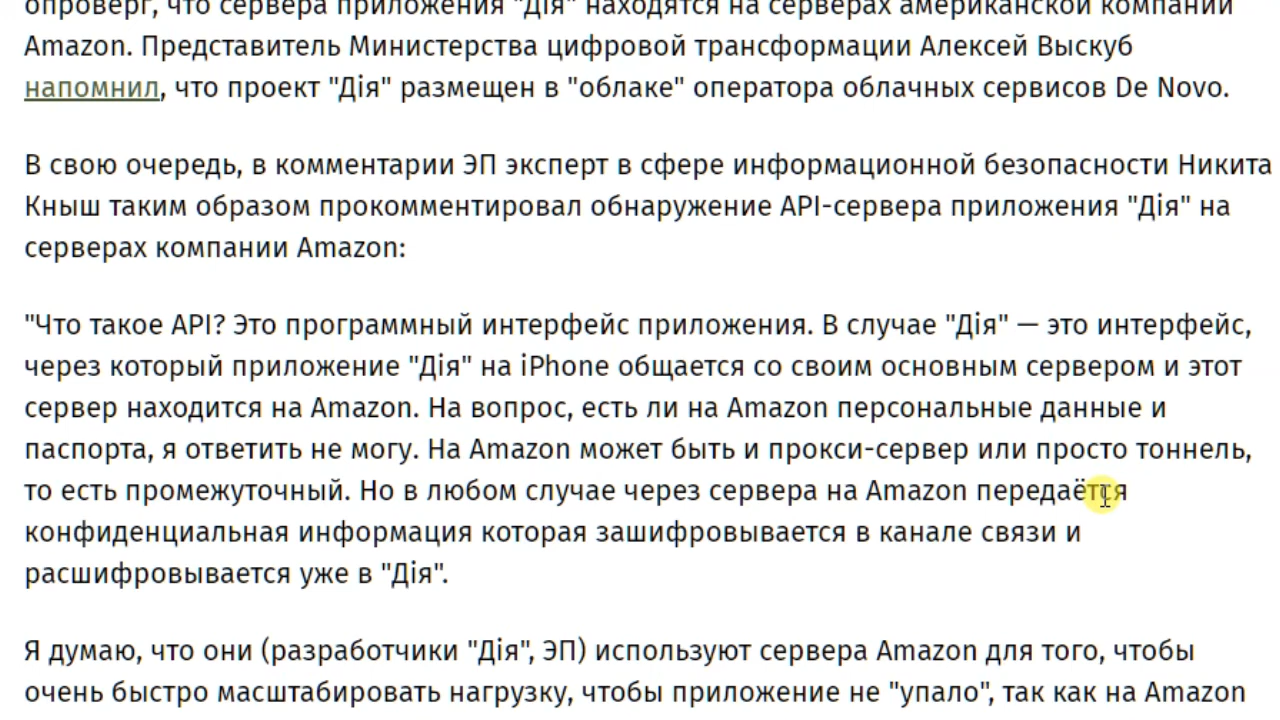 опроверг, что сервера приложения "Дія" находятся на серверах американской компании
Amazon. Представитель Министерства цифровой трансформации Алексей Выскуб
напомнил, что проект "Дія" размещен в "облаке" оператора облачных сервисов De Novo.
В свою очередь, в комментарии ЭП эксперт в сфере информационной безопасности Никита
Кныш таким образом прокомментировал обнаружение API-сервера приложения "Дія" на
серверах компании Amazon:
"Что такое API? Это программный интерфейс приложения. В случае "Дія" — это интерфейс,
через который приложение "Дія" на iPhone общается со своим основным сервером и этот
сервер находится на Amazon. На вопрос, есть ли на Amazon персональные данные и
паспорта, я ответить не могу. На Amazon может быть и прокси-сервер или просто тоннель,
то есть промежуточный. Но в любом случае через сервера на Amazon передаётся
конфиденциальная информация которая зашифровывается в канале связи и
расшифровывается уже в "Дія".
Я думаю, что они (разработчики "Дія", ЭП) используют сервера Amazon для того, чтобы
очень быстро масштабировать нагрузку, чтобы приложение не "упало", так как на Amazon